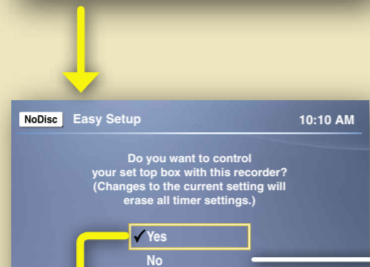 NoDisc Easy Setup 10:10 AM
Do you want to control
your set top box with this recorder?
(Changes to the current setting will
erase all timer settings.)
✓Yes
No